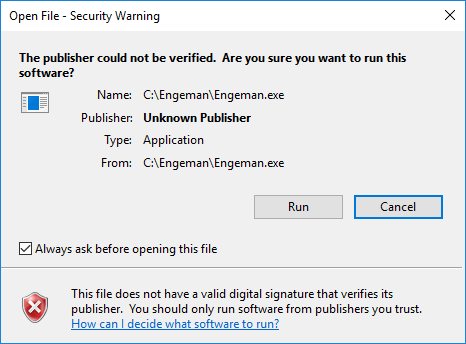 Open File - Security Warning
The publisher could not be verified.  Are you sure you want to run this
software?
Name: C:\Engeman\Engeman.exe
Publisher: Unknown Publisher
Type: Application
From: C:\Engeman\Engeman.exe
Run Cancel
Always ask before opening this file
This file does not have a valid digital signature that verifies its
publisher.  You should only run software from publishers you trust.
How can I decide what software to run?